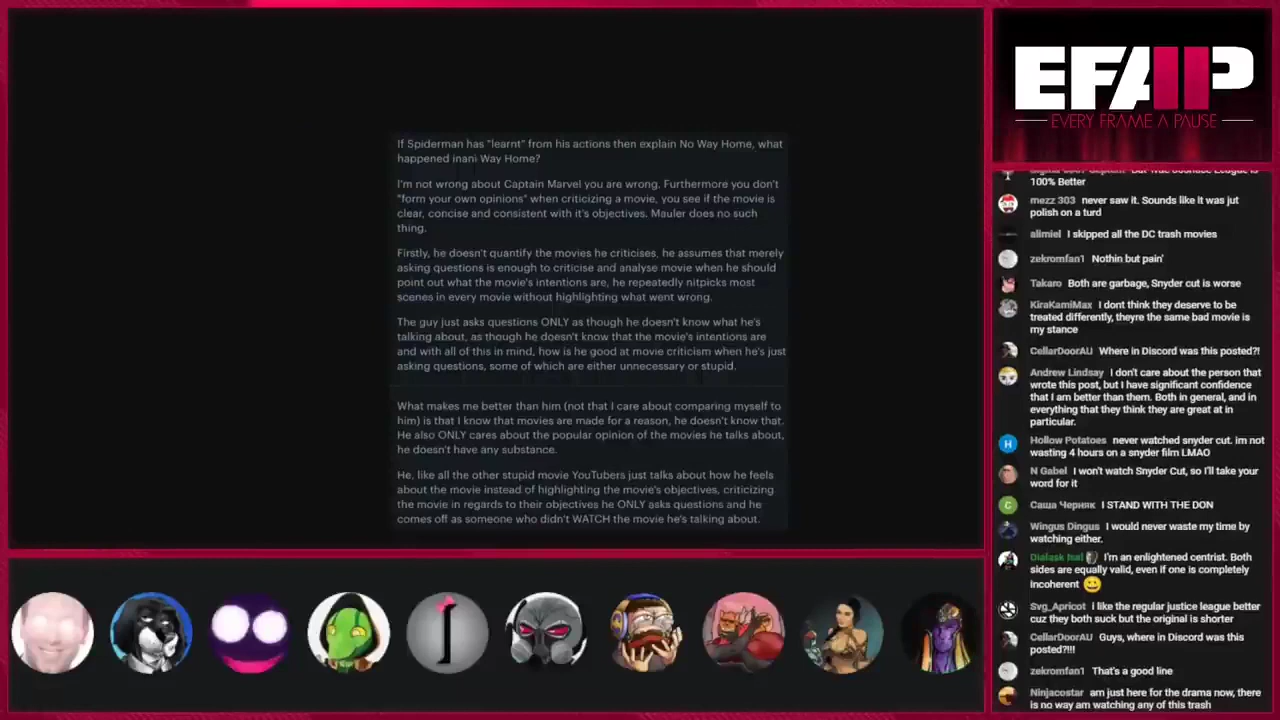 If Spiderman has "learnt" from his actions then explain No Way Home, what
happened inani Way Home?
I'm not wrong about Captain Marvel you are wrong. Furthermore you don't
"form your own opinions" when criticizing a movie, you see if the movie is
clear, concise and consistent with it's objectives. Mauler does no such
thing.
Firstly, he doesn't quantify the movies he criticises, he assumes that merely
asking questions is enough to criticise and analyse movie when he should
point out what the movie's intentions are, he repeatedly nitpicks most
scenes in every movie without highlighting what went wrong.
The guy just asks questions ONLY as though he doesn't know what he's
talking about, as though he doesn't know that the movie's intentions are
and with all of this in mind, how is he good at movie criticism when he's just
asking questions, some of which are either unnecessary or stupid.
What makes me better than him (not that I care about comparing myself to
him) is that I know that movies are made for a reason, he doesn't know that.
He also ONLY cares about the popular opinion of the movies he talks about,
he doesn't have any substance.
He, like all the other stupid movie YouTubers just talks about how he feels
about the movie instead of highlighting the movie's objectives, criticizing
the movie in regards to their objectives he ONLY asks questions and he
comes off as someone who didn't WATCH the movie he's talking about.
EFAP
EVERY FRAME A PAUSE
100% Better
mezz 303 never saw it. Sounds like it was jut
polish on a turd
alimiel I skipped all the DC trash movies
zekromfan1 Nothin but pain'
Takaro Both are garbage, Snyder cut is worse
KiraKamiMax I dont think they deserve to be
treated differently, theyre the same bad movie is
my stance
CellarDoorAU Where in Discord was this posted?!
Andrew Lindsay I don't care about the person that
wrote this post, but I have significant confidence
that I am better than them. Both in general, and in
everything that they think they are great at in
particular.
H Hollow Potatoes never watched snyder cut. im not
wasting 4 hours on a snyder film LMAO
N Gabel I won't watch Snyder Cut, so I'll take your
word for it
C Саша Черняк I STAND WITH THE DON
Wingus Dingus I would never waste my time by
watching either.
I'm an enlightened centrist. Both
sides are equally valid, even if one is completely
incoherent 😀
Svg_Apricot i like the regular justice league better
cuz they both suck but the original is shorter
CellarDoorAU Guys, where in Discord was this
posted?!!!
zekromfan1 That's a good line
Ninjacostar am just here for the drama now, there
is no way am watching any of this trash